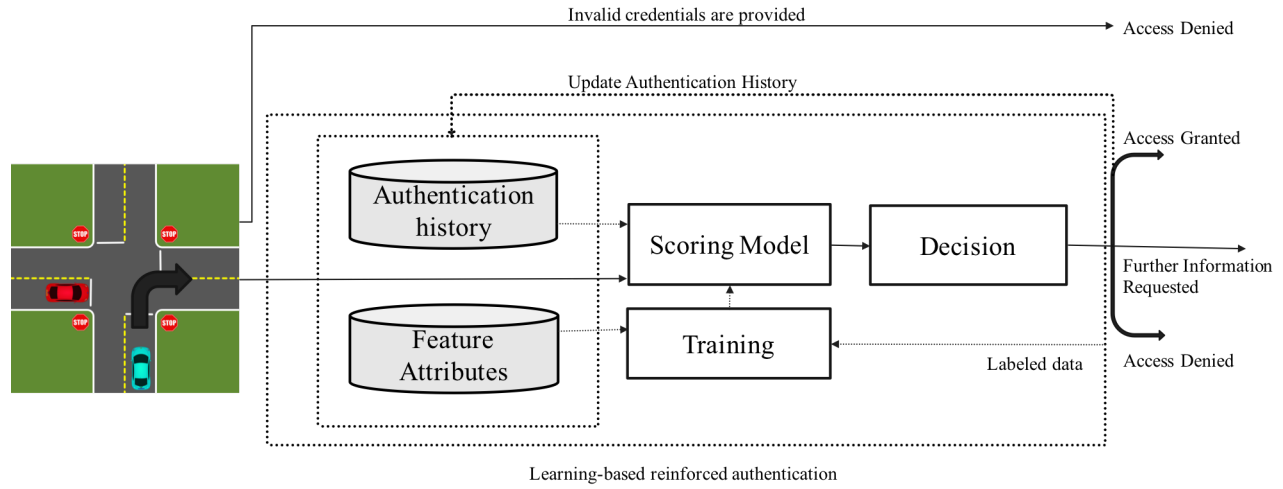 Invalid credentials are provided
Access Denied
Update Authentication History
Access Granted
STOP
STOP
Authentication
history
Scoring Model
Decision
Further Information
Requested
STOP
STOP
Feature
Attributes
Training
Labeled data
Access Denied
Learning-based reinforced authentication